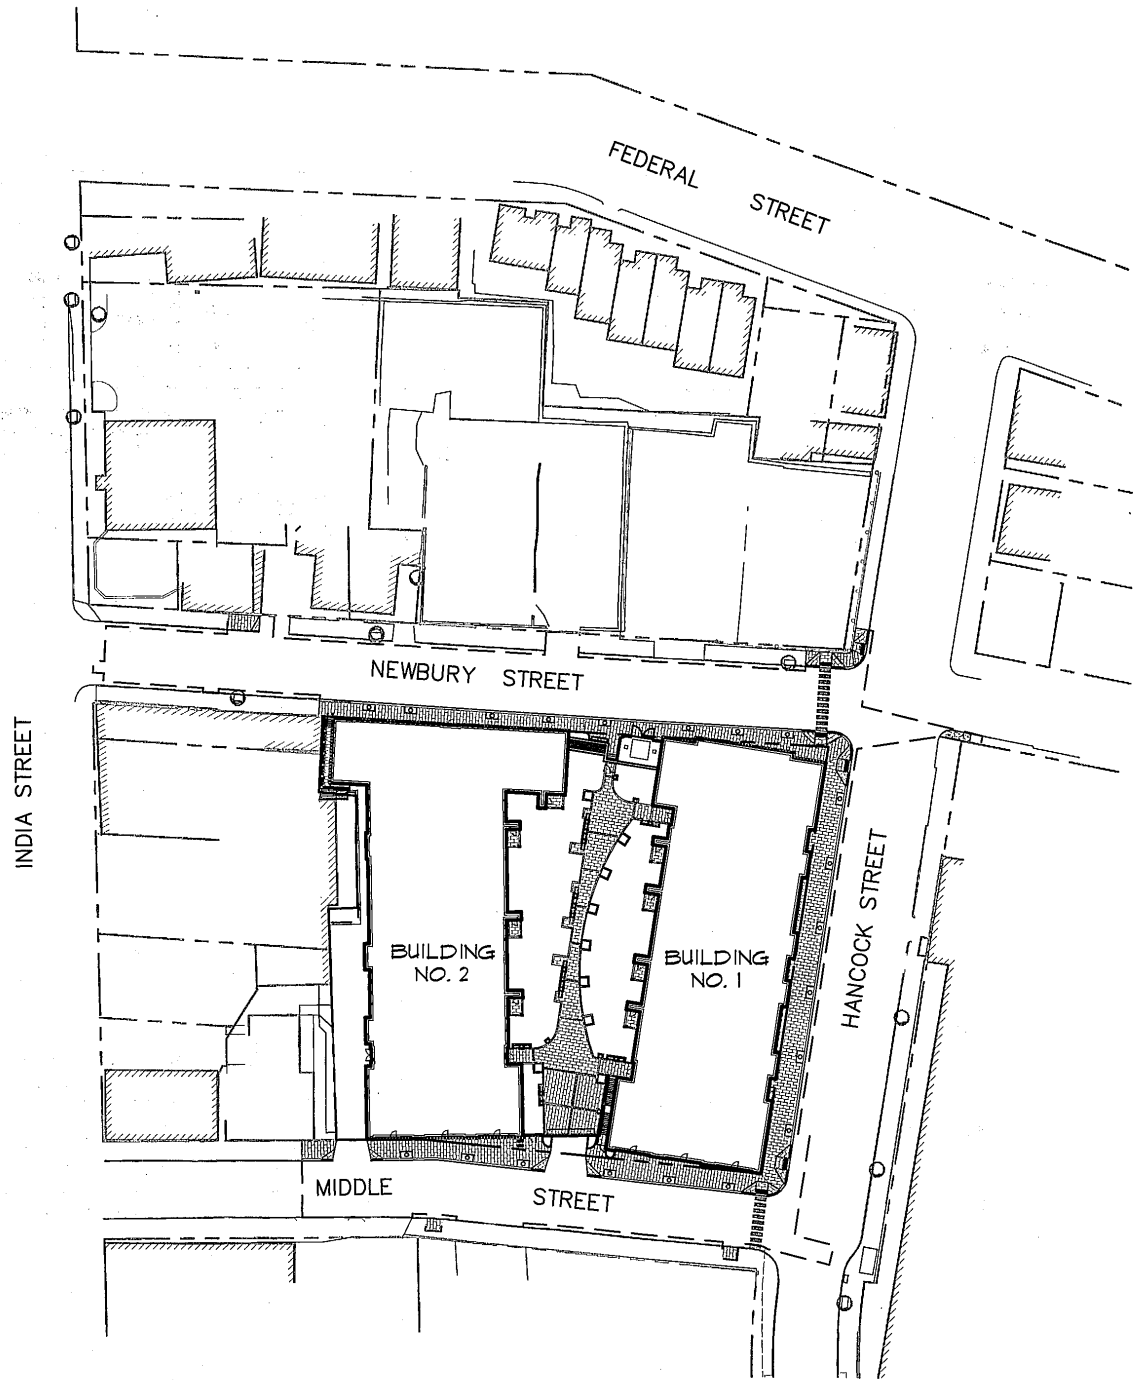 FEDERAL STREET
NEWBURY STREET
INDIA STREET
HANCOCK STREET
BUILDING
NO. 2
BUILDING
NO. 1
MIDDLE STREET